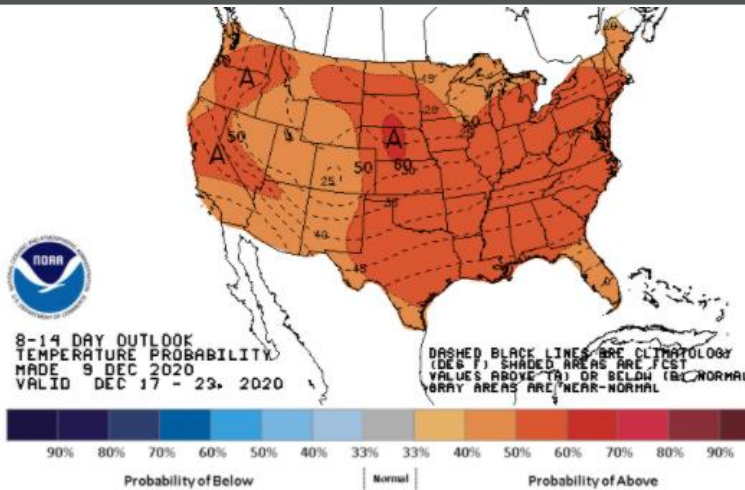 A
50
A
A
50
60
50
50
25
40
45
NOAA
8-14 DAY OUTLOOK
TEMPERATURE PROBABILITY
MADE 9 DEC 2020
VALID DEC 17 - 23, 2020
DASHED BLACK LINES ARE CLIMATOLOGY
(DEG F) SHADED AREAS ARE FCST
VALUES ABOVE (A) OR BELOW (B) NORMAL
GRAY AREAS ARE NEAR-NORMAL
90% 80% 70% 60% 50% 40% 33% 33% 40% 50% 60% 70% 80% 90%
Probability of Below Normal Probability of Above